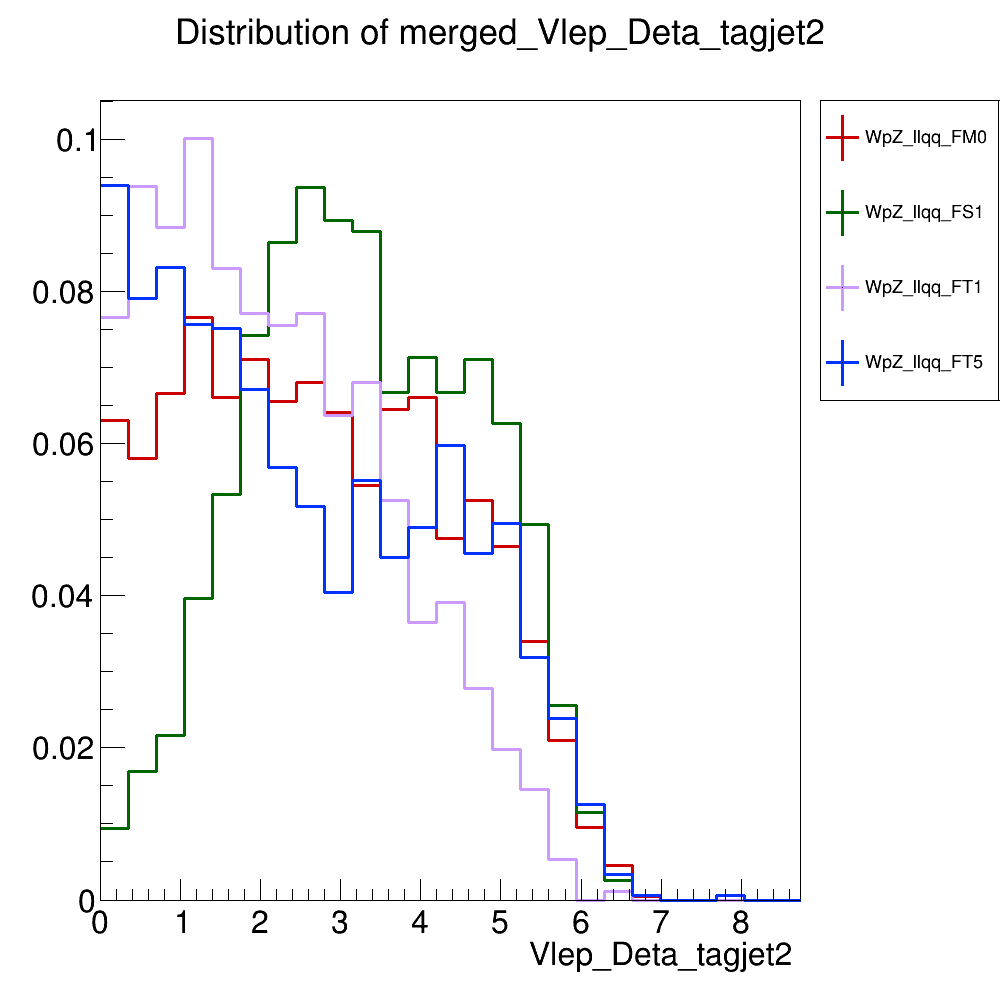 Distribution of merged_Vlep_Deta_tagjet2
0.1
0.08
0.06
0.04
0.02
0
0 1 2 3 4 5 6 7 8
Vlep_Deta_tagjet2
WpZ_llqq_FM0
WpZ_llqq_FS1
WpZ_llqq_FT1
WpZ_llqq_FT5